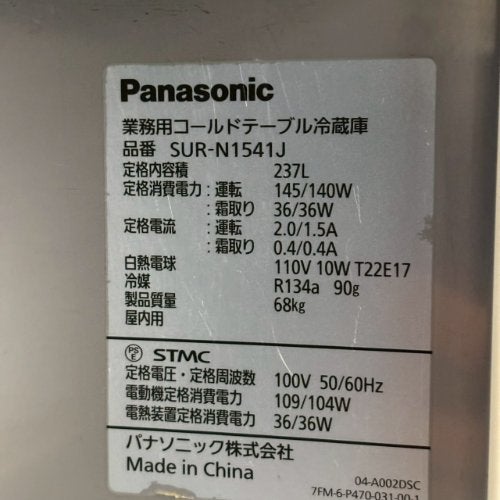 Panasonic
業務用コールドテーブル冷蔵庫
品番 SUR-N1541J
定格内容積 237L
定格消費電力:運転 145/140W
:霜取り 36/36W
定格電流 :運転 2.0/1.5A
:霜取り 0.4/0.4A
白熱電球 110V 10W T22E17
冷媒 R134a 90g
製品質量 68kg
屋内用
PS E STMC
定格電圧・定格周波数 100V 50/60Hz
電動機定格消費電力 109/104W
電熱装置定格消費電力 36/36W
パナソニック株式会社
Made in China
04-A002DSC
7FM-6-P470-031-00-1